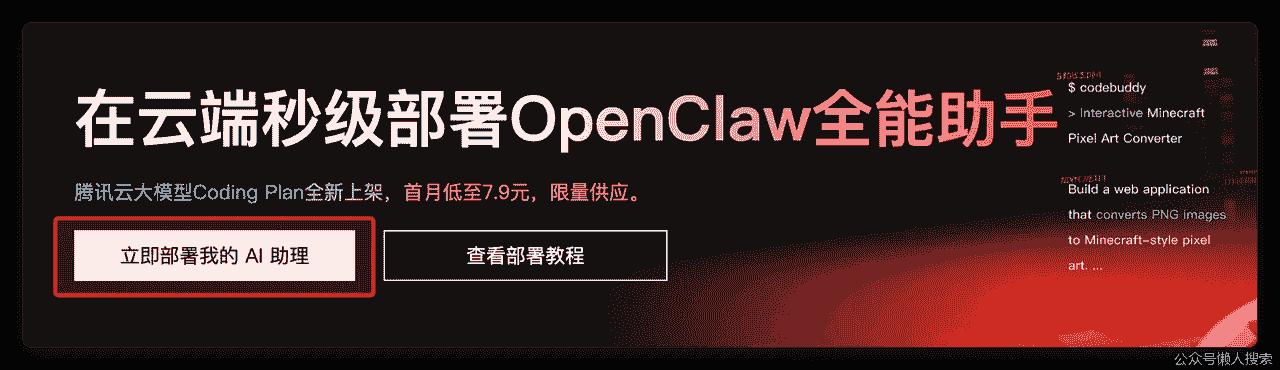 在云端秒级部署OpenClaw全能助手
腾讯云大模型Coding Plan全新上架，首月低至7.9元，限量供应。
立即部署我的 AI 助理
查看部署教程
$ codebuddy
> Interactive Minecraft
Pixel Art Converter
Build a web application
that converts PNG images
to Minecraft-style pixel
art. ...
公众号懒人搜索